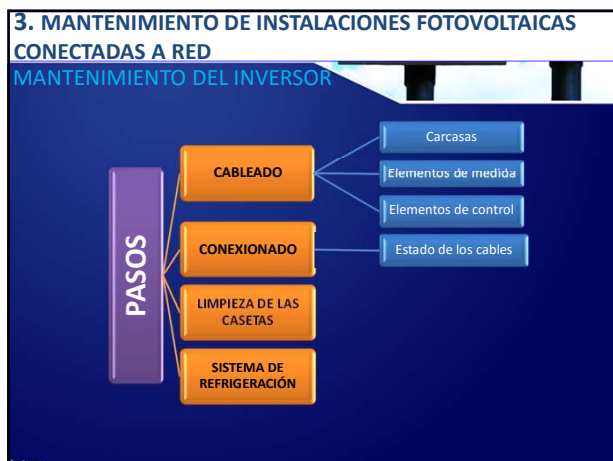 3. MANTENIMIENTO DE INSTALACIONES FOTOVOLTAICAS
CONECTADAS A RED
MANTENIMIENTO DEL INVERSOR
PASOS
CABLEADO
Carcasas
Elementos de medida
Elementos de control
CONEXIONADO
Estado de los cables
LIMPIEZA DE LAS
CASETAS
SISTEMA DE
REFRIGERACIÓN